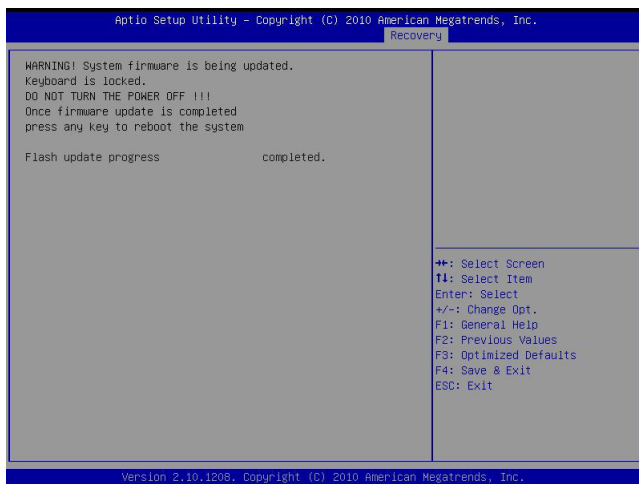 Aptio Setup Utility – Copyright (C) 2010 American Megatrends, Inc.
Recovery
WARNING! System firmware is being updated.
Keyboard is locked.
DO NOT TURN THE POWER OFF !!!
Once firmware update is completed
press any key to reboot the system
Flash update progress completed.
→←: Select Screen
↑↓: Select Item
Enter: Select
+/-: Change Opt.
F1: General Help
F2: Previous Values
F3: Optimized Defaults
F4: Save & Exit
ESC: Exit
Version 2.10.1208. Copyright (C) 2010 American Megatrends, Inc.